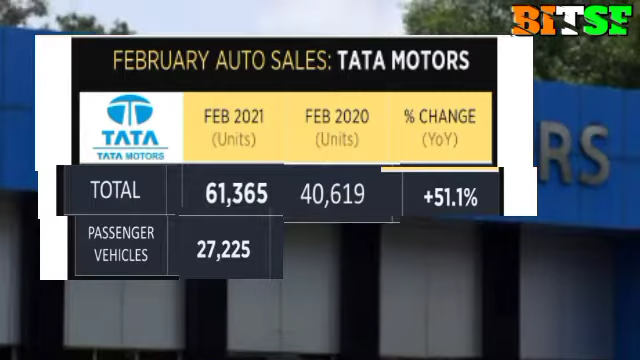 BITSF
FEBRUARY AUTO SALES: TATA MOTORS
TATA
TATA MOTORS
FEB 2021
(Units)
FEB 2020
(Units)
% CHANGE
(YoY)
ORS
TOTAL 61,365 40,619 +51.1%
PASSENGER
VEHICLES
27,225